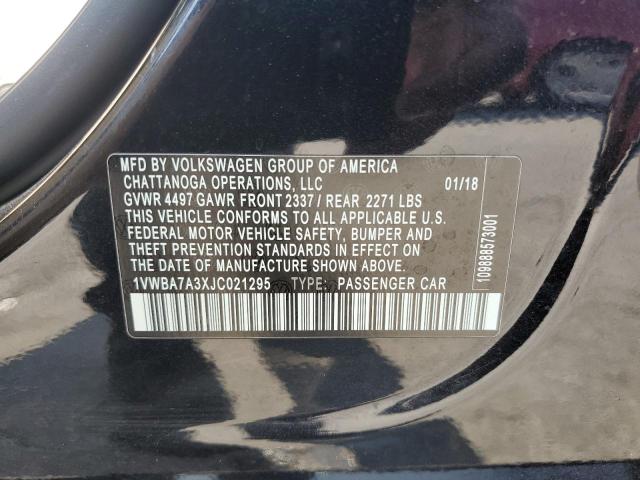 MFD BY VOLKSWAGEN GROUP OF AMERICA
CHATTANOGA OPERATIONS, LLC 01/18
GVWR 4497 GAWR FRONT 2337 / REAR 2271 LBS
THIS VEHICLE CONFORMS TO ALL APPLICABLE U.S.
FEDERAL MOTOR VEHICLE SAFETY, BUMPER AND
THEFT PREVENTION STANDARDS IN EFFECT ON
THE DATE OF MANUFACTURE SHOWN ABOVE.
1VWBA7A3XJC021295 TYPE: PASSENGER CAR
109888573001